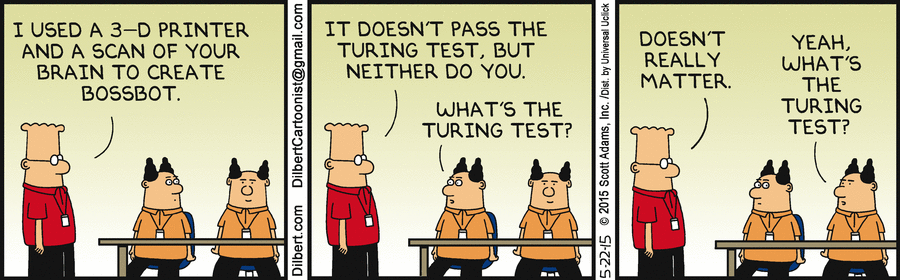 I USED A 3-D PRINTER
AND A SCAN OF YOUR
BRAIN TO CREATE
BOSSBOT.
Dilbert.com DilbertCartoonist@gmail.com
IT DOESN'T PASS THE
TURING TEST, BUT
NEITHER DO YOU.
WHAT'S THE
TURING TEST?
5-22-15 © 2015 Scott Adams, Inc. /Dist. by Universal Uclick
DOESN'T
REALLY
MATTER.
YEAH,
WHAT'S
THE
TURING
TEST?